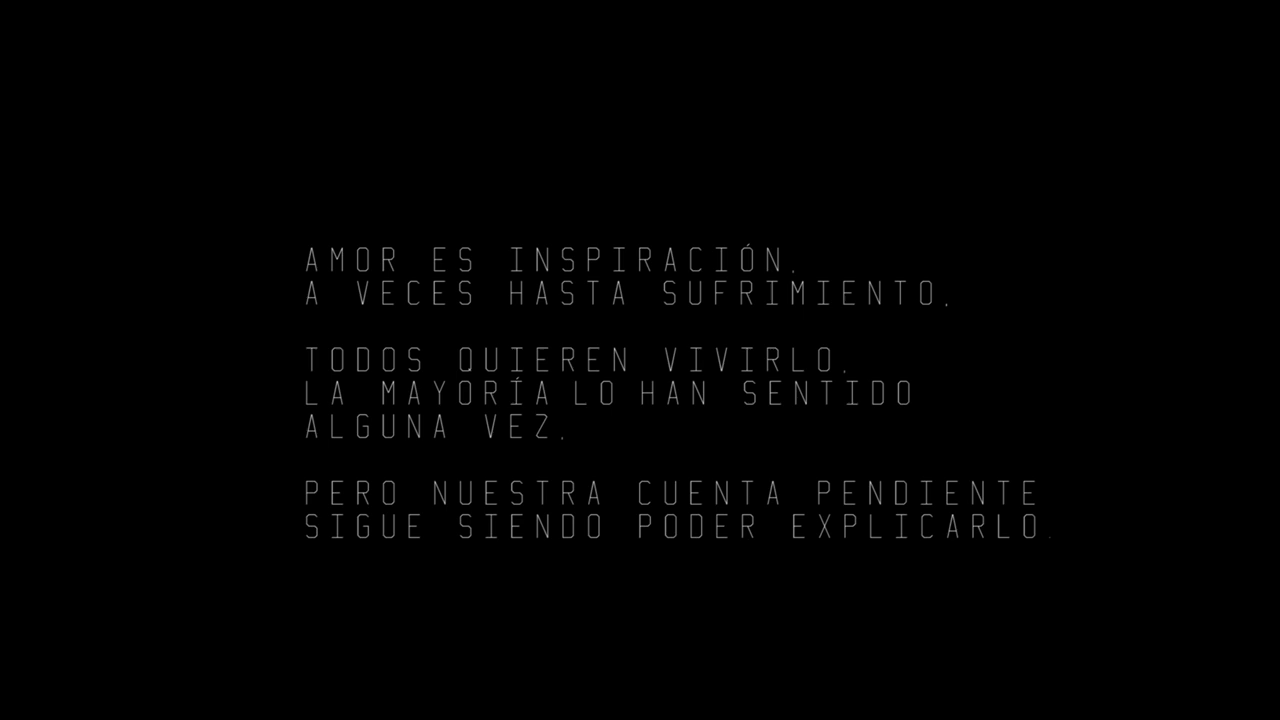 AMOR ES INSPIRACIÓN,
A VECES HASTA SUFRIMIENTO,
TODOS QUIEREN VIVIRLO,
LA MAYORÍA LO HAN SENTIDO
ALGUNA VEZ,
PERO NUESTRA CUENTA PENDIENTE
SIGUE SIENDO PODER EXPLICARLO.